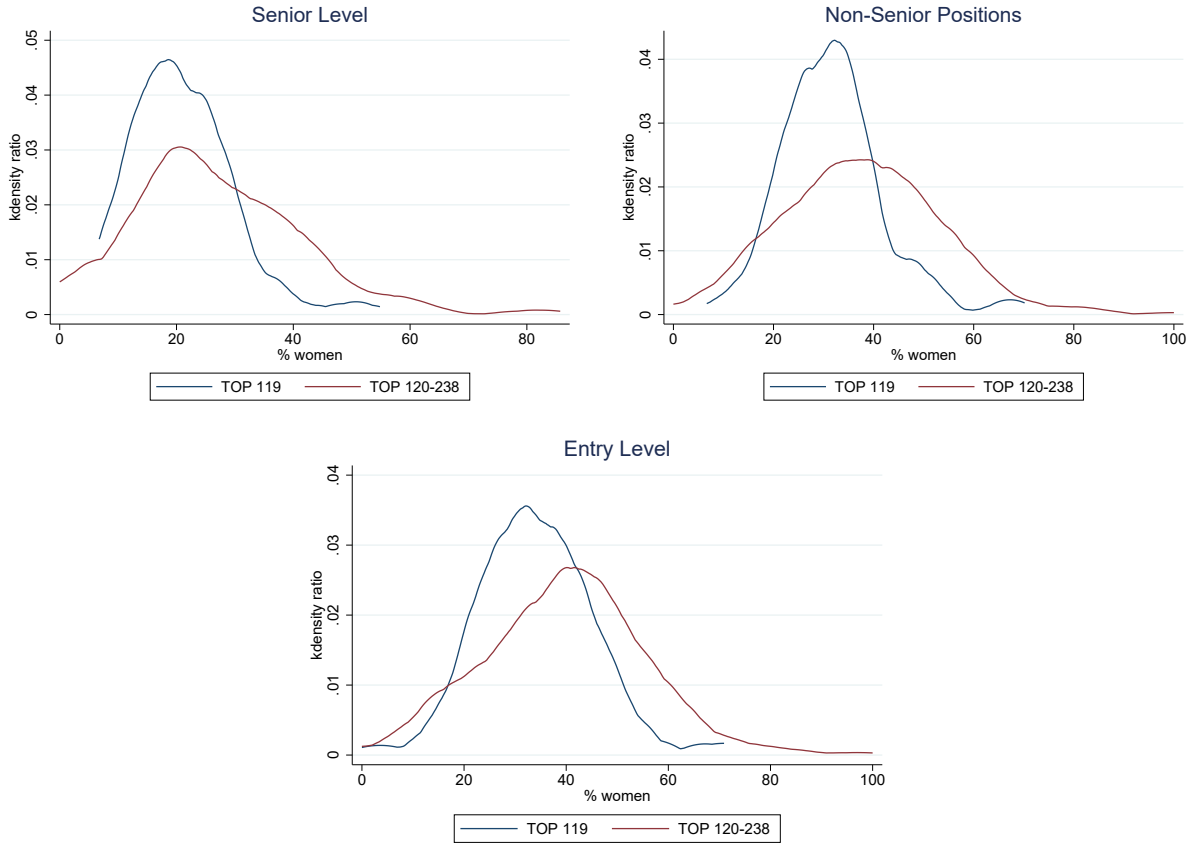 Senior Level
kdensity ratio
0 .01 .02 .03 .04 .05
0 20 40 60 80
% women
TOP 119 TOP 120-238
Non-Senior Positions
kdensity ratio
0 .01 .02 .03 .04
0 20 40 60 80 100
% women
TOP 119 TOP 120-238
Entry Level
kdensity ratio
0 .01 .02 .03 .04
0 20 40 60 80 100
% women
TOP 119 TOP 120-238